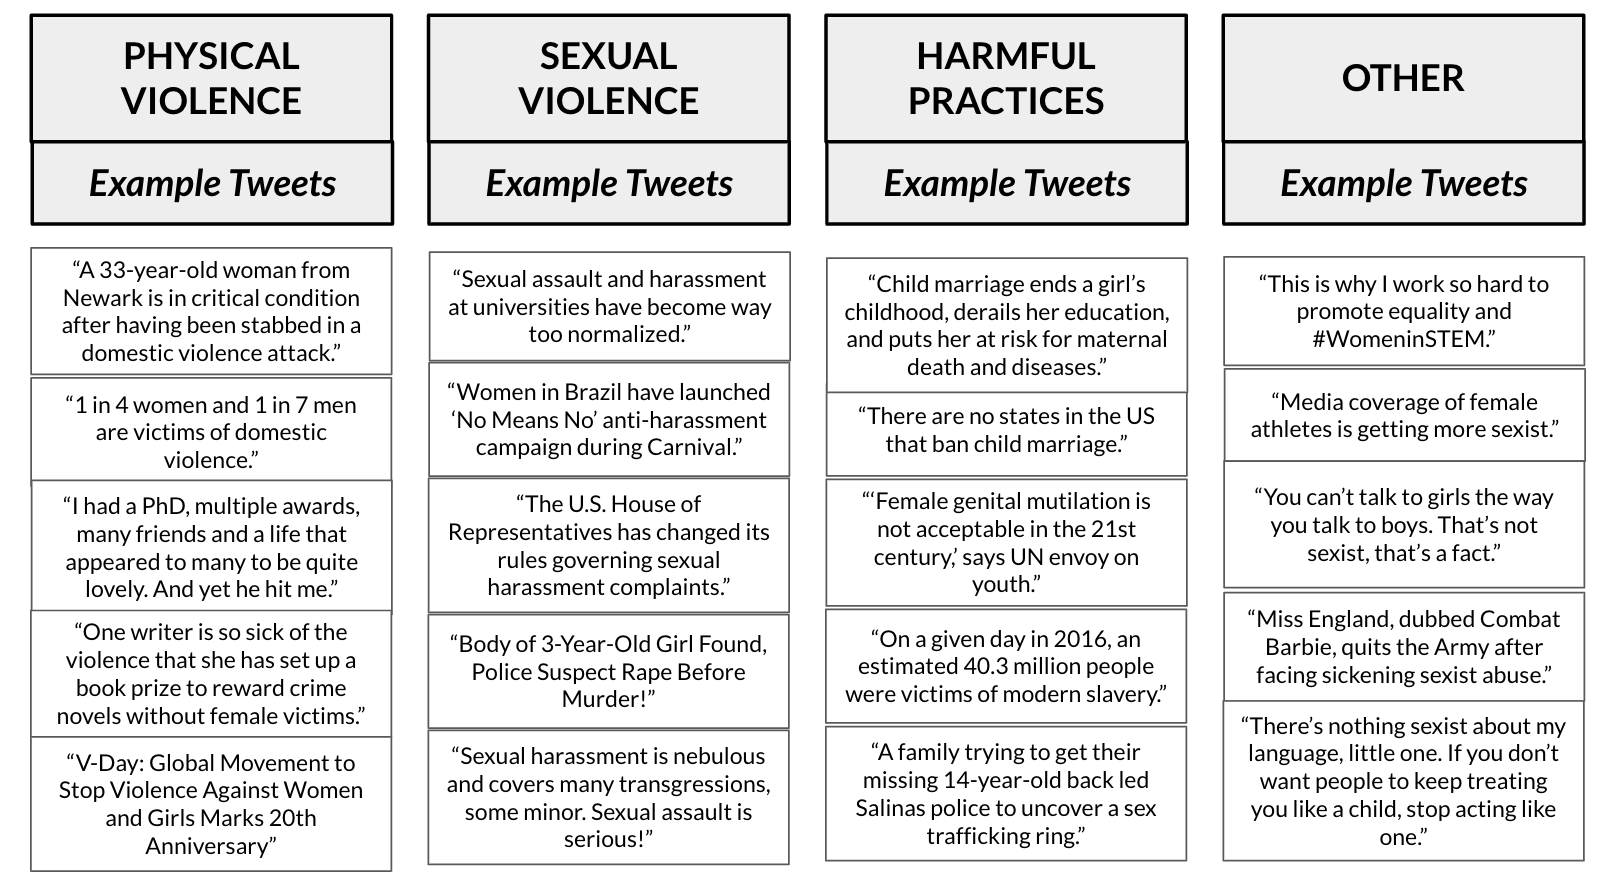 PHYSICAL
VIOLENCE
Example Tweets
“A 33-year-old woman from
Newark is in critical condition
after having been stabbed in a
domestic violence attack.”
“1 in 4 women and 1 in 7 men
are victims of domestic
violence.”
“I had a PhD, multiple awards,
many friends and a life that
appeared to many to be quite
lovely. And yet he hit me.”
“One writer is so sick of the
violence that she has set up a
book prize to reward crime
novels without female victims.”
“V-Day: Global Movement to
Stop Violence Against Women
and Girls Marks 20th
Anniversary”
SEXUAL
VIOLENCE
Example Tweets
“Sexual assault and harassment
at universities have become way
too normalized.”
“Women in Brazil have launched
‘No Means No’ anti-harassment
campaign during Carnival.”
“The U.S. House of
Representatives has changed its
rules governing sexual
harassment complaints.”
“Body of 3-Year-Old Girl Found,
Police Suspect Rape Before
Murder!”
“Sexual harassment is nebulous
and covers many transgressions,
some minor. Sexual assault is
serious!”
HARMFUL
PRACTICES
Example Tweets
“Child marriage ends a girl’s
childhood, derails her education,
and puts her at risk for maternal
death and diseases.”
“There are no states in the US
that ban child marriage.”
“‘Female genital mutilation is
not acceptable in the 21st
century,’ says UN envoy on
youth.”
“On a given day in 2016, an
estimated 40.3 million people
were victims of modern slavery.”
“A family trying to get their
missing 14-year-old back led
Salinas police to uncover a sex
trafficking ring.”
OTHER
Example Tweets
“This is why I work so hard to
promote equality and
#WomeninSTEM.”
“Media coverage of female
athletes is getting more sexist.”
“You can’t talk to girls the way
you talk to boys. That’s not
sexist, that’s a fact.”
“Miss England, dubbed Combat
Barbie, quits the Army after
facing sickening sexist abuse.”
“There’s nothing sexist about my
language, little one. If you don’t
want people to keep treating
you like a child, stop acting like
one.”